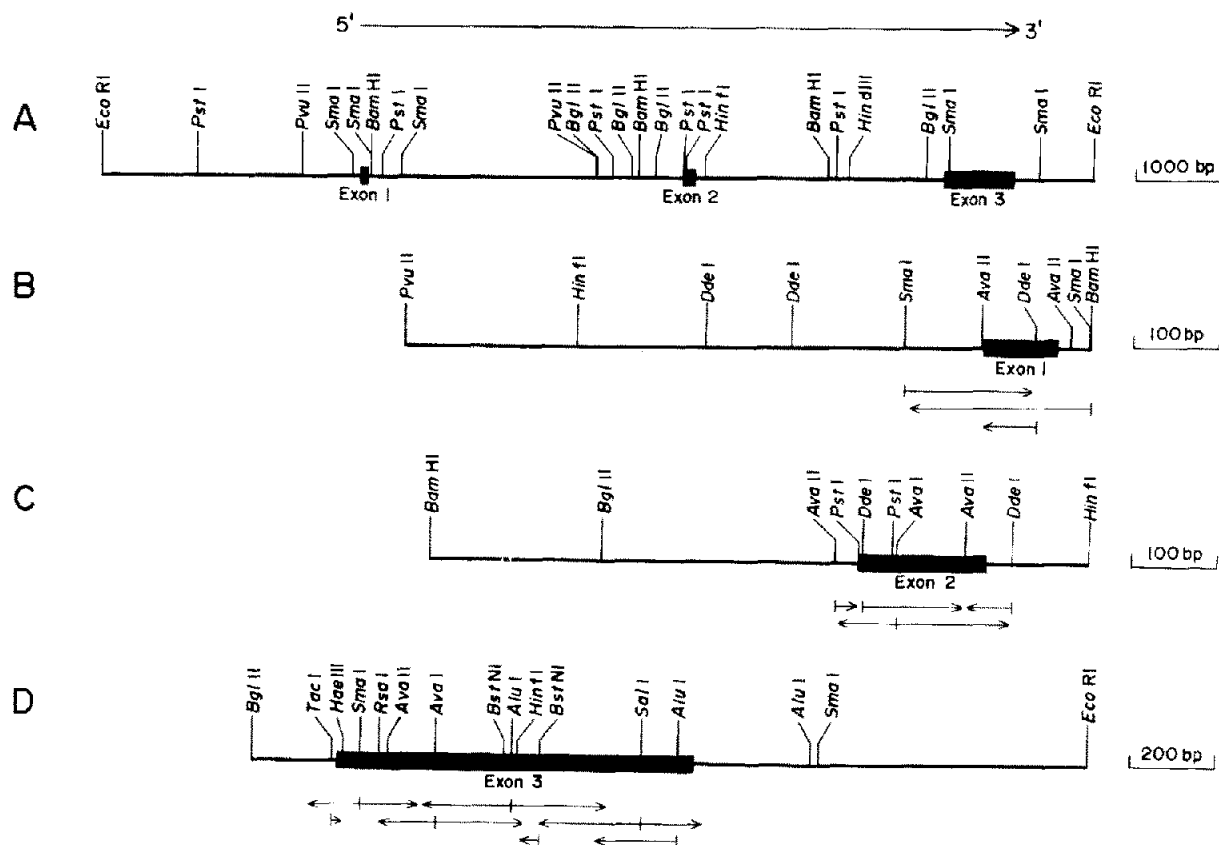 5' 3'
A
Eco RI
Pst I
Pvu II
Sma I
Sma I
Bam HI
Pst I
Sma I
Pvu II
Bgl II
Pst I
Bgl II
Bam HI
Bgl II
Pst I
Pst I
Hin f I
Bam HI
Pst I
Hin d III
Bgl II
Sma I
Sma I
Eco RI
Exon 1
Exon 2
Exon 3
1000 bp
B
Pvu II
Hin f I
Dde I
Dde I
Sma I
Ava II
Dde I
Ava II
Sma I
Bam HI
Exon 1
100 bp
C
Bam HI
Bgl II
Ava II
Pst I
Dde I
Pst I
Ava I
Ava II
Dde I
Hin f I
Exon 2
100 bp
D
Bgl II
Tac I
Hae III
Sma I
Rsa I
Ava II
Ava I
Bst NI
Alu I
Hin f I
Bst NI
Sal I
Alu I
Alu I
Sma I
Eco RI
Exon 3
200 bp